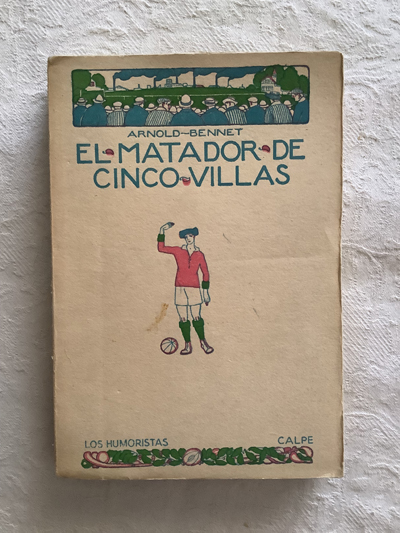 ARNOLD-BENNET
EL MATADOR DE
CINCO VILLAS
LOS HUMORISTAS CALPE